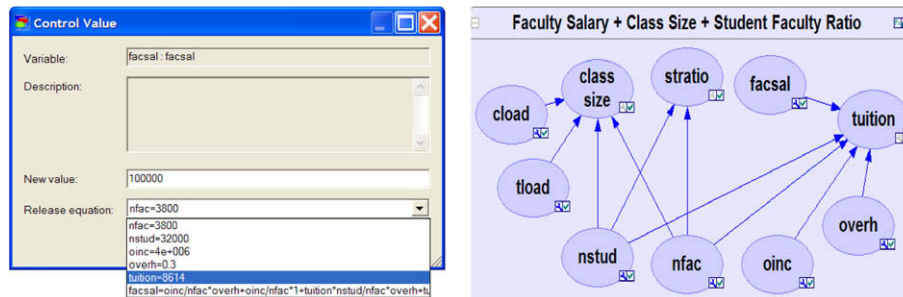 Control Value
Variable:
facsal : facsal
Description:
New value:
100000
Release equation:
nfac=3800
nfac=3800
nstud=32000
oinc=4e+006
overh=0.3
tuition=8614
facsal=oinc/nfac*overh+oinc/nfac*1+tuition*nstud/nfac*overh+tu
Faculty Salary + Class Size + Student Faculty Ratio
class
size
stratio
facsal
cload
tuition
tload
overh
nstud
nfac
oinc